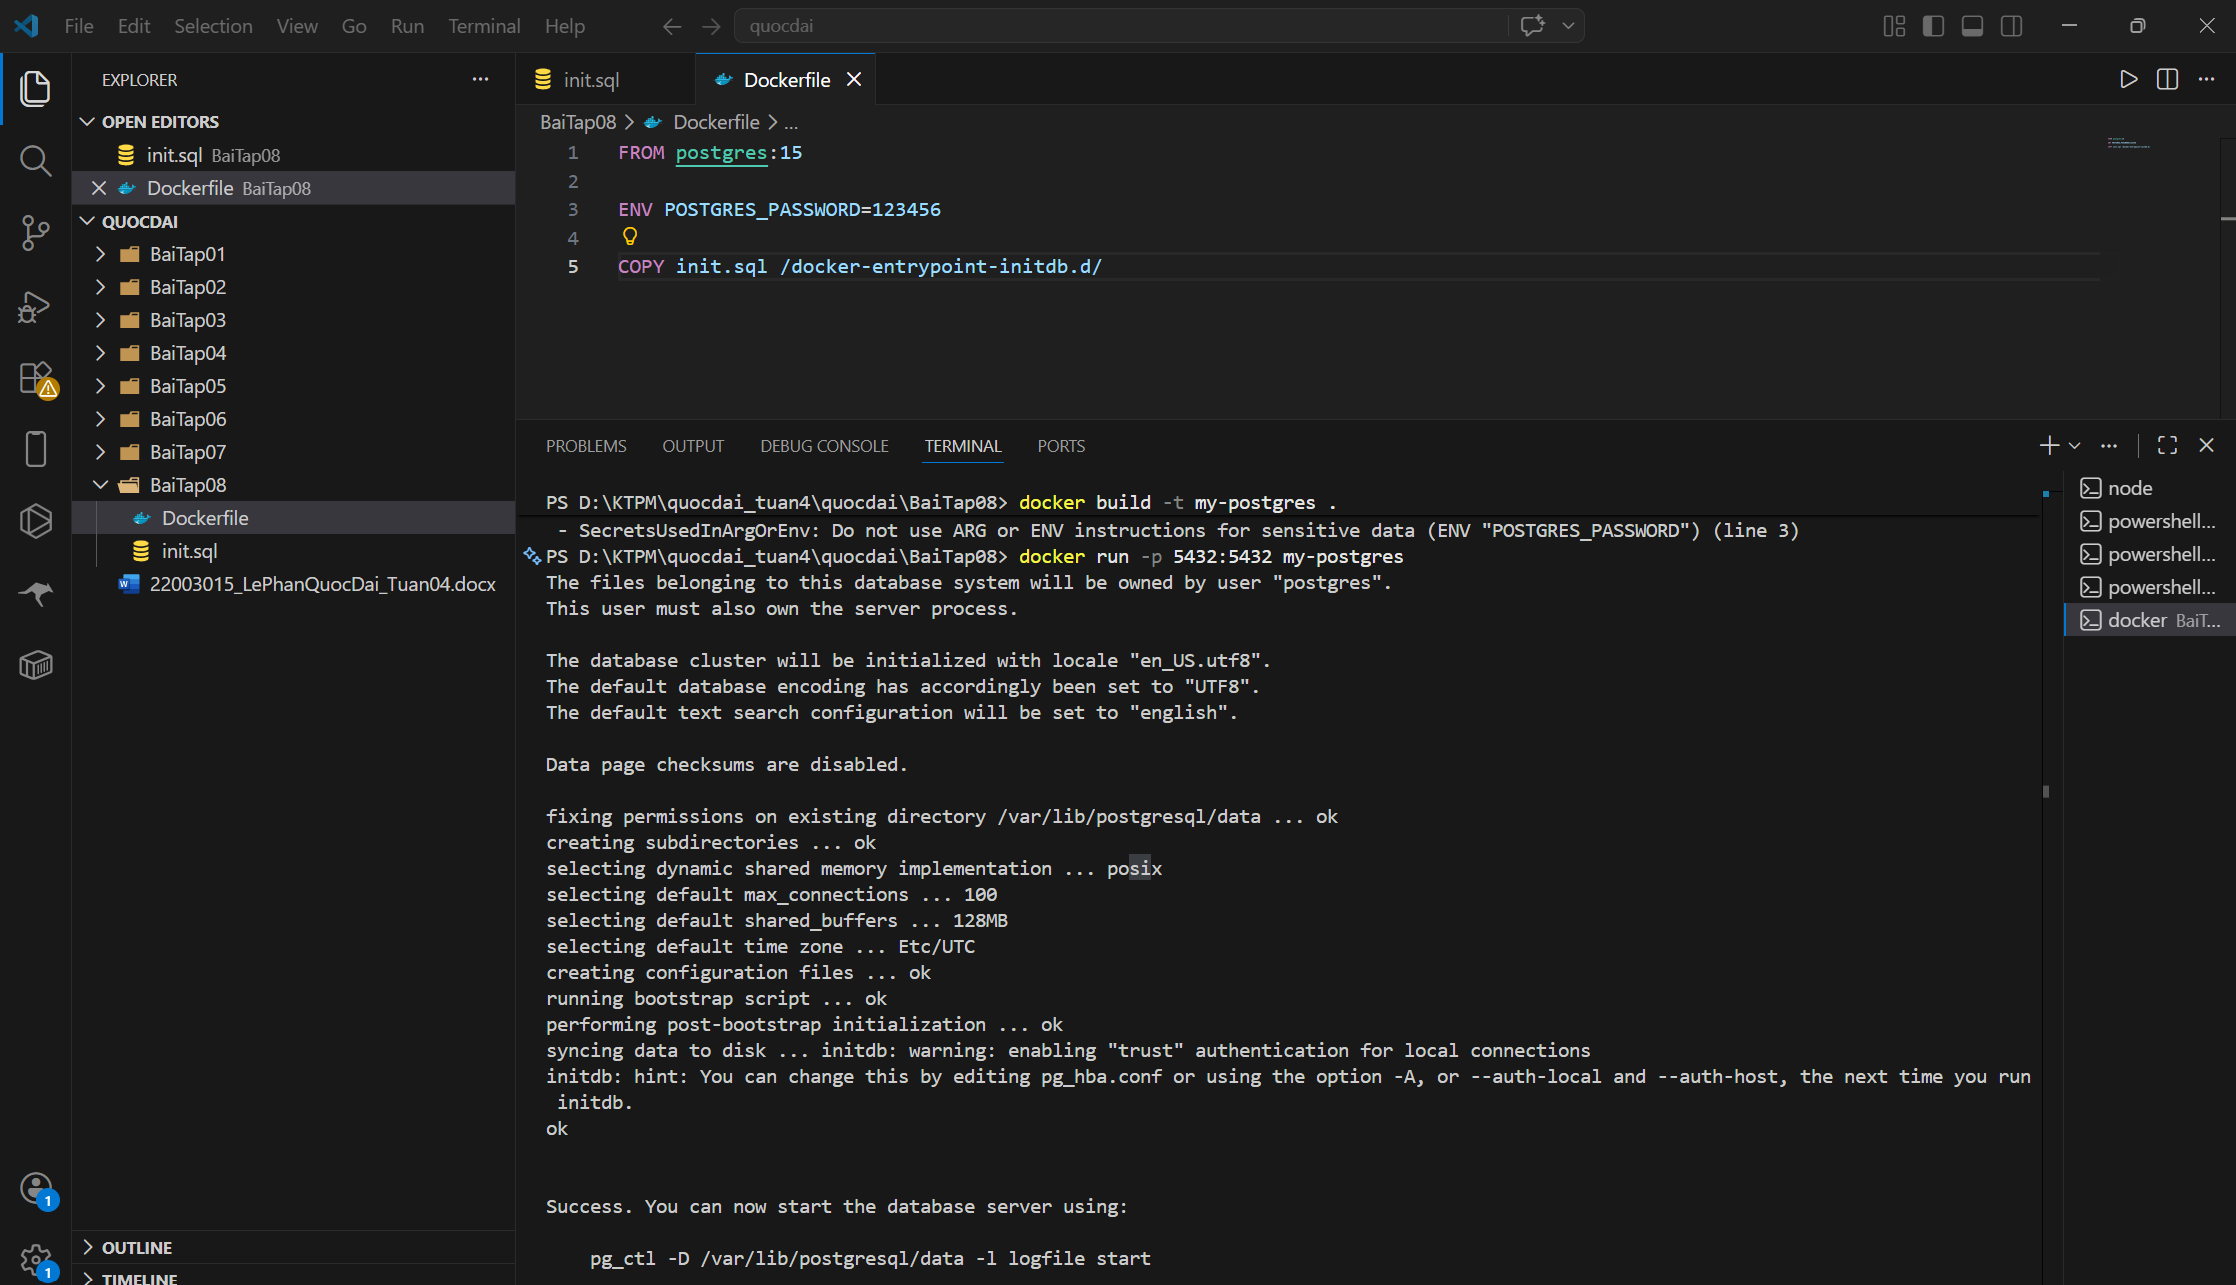 File Edit Selection View Go Run Terminal Help
quocdai
EXPLORER
OPEN EDITORS
init.sql BaiTap08
Dockerfile BaiTap08
QUOCDAI
BaiTap01
BaiTap02
BaiTap03
BaiTap04
BaiTap05
BaiTap06
BaiTap07
BaiTap08
Dockerfile
init.sql
22003015_LePhanQuocDai_Tuan04.docx
OUTLINE
TIMELINE
1
1
init.sql
Dockerfile
BaiTap08 > Dockerfile > ...
1 FROM postgres:15
2
3 ENV POSTGRES_PASSWORD=123456
4
5 COPY init.sql /docker-entrypoint-initdb.d/
PROBLEMS OUTPUT DEBUG CONSOLE TERMINAL PORTS
PS D:\KTPM\quocdai_tuan4\quocdai\BaiTap08> docker build -t my-postgres .
- SecretsUsedInArgOrEnv: Do not use ARG or ENV instructions for sensitive data (ENV "POSTGRES_PASSWORD") (line 3)
PS D:\KTPM\quocdai_tuan4\quocdai\BaiTap08> docker run -p 5432:5432 my-postgres
The files belonging to this database system will be owned by user "postgres".
This user must also own the server process.
The database cluster will be initialized with locale "en_US.utf8".
The default database encoding has accordingly been set to "UTF8".
The default text search configuration will be set to "english".
Data page checksums are disabled.
fixing permissions on existing directory /var/lib/postgresql/data ... ok
creating subdirectories ... ok
selecting dynamic shared memory implementation ... posix
selecting default max_connections ... 100
selecting default shared_buffers ... 128MB
selecting default time zone ... Etc/UTC
creating configuration files ... ok
running bootstrap script ... ok
performing post-bootstrap initialization ... ok
syncing data to disk ... initdb: warning: enabling "trust" authentication for local connections
initdb: hint: You can change this by editing pg_hba.conf or using the option -A, or --auth-local and --auth-host, the next time you run
initdb.
ok
Success. You can now start the database server using:
pg_ctl -D /var/lib/postgresql/data -l logfile start
node
powershell...
powershell...
powershell...
docker BaiT...